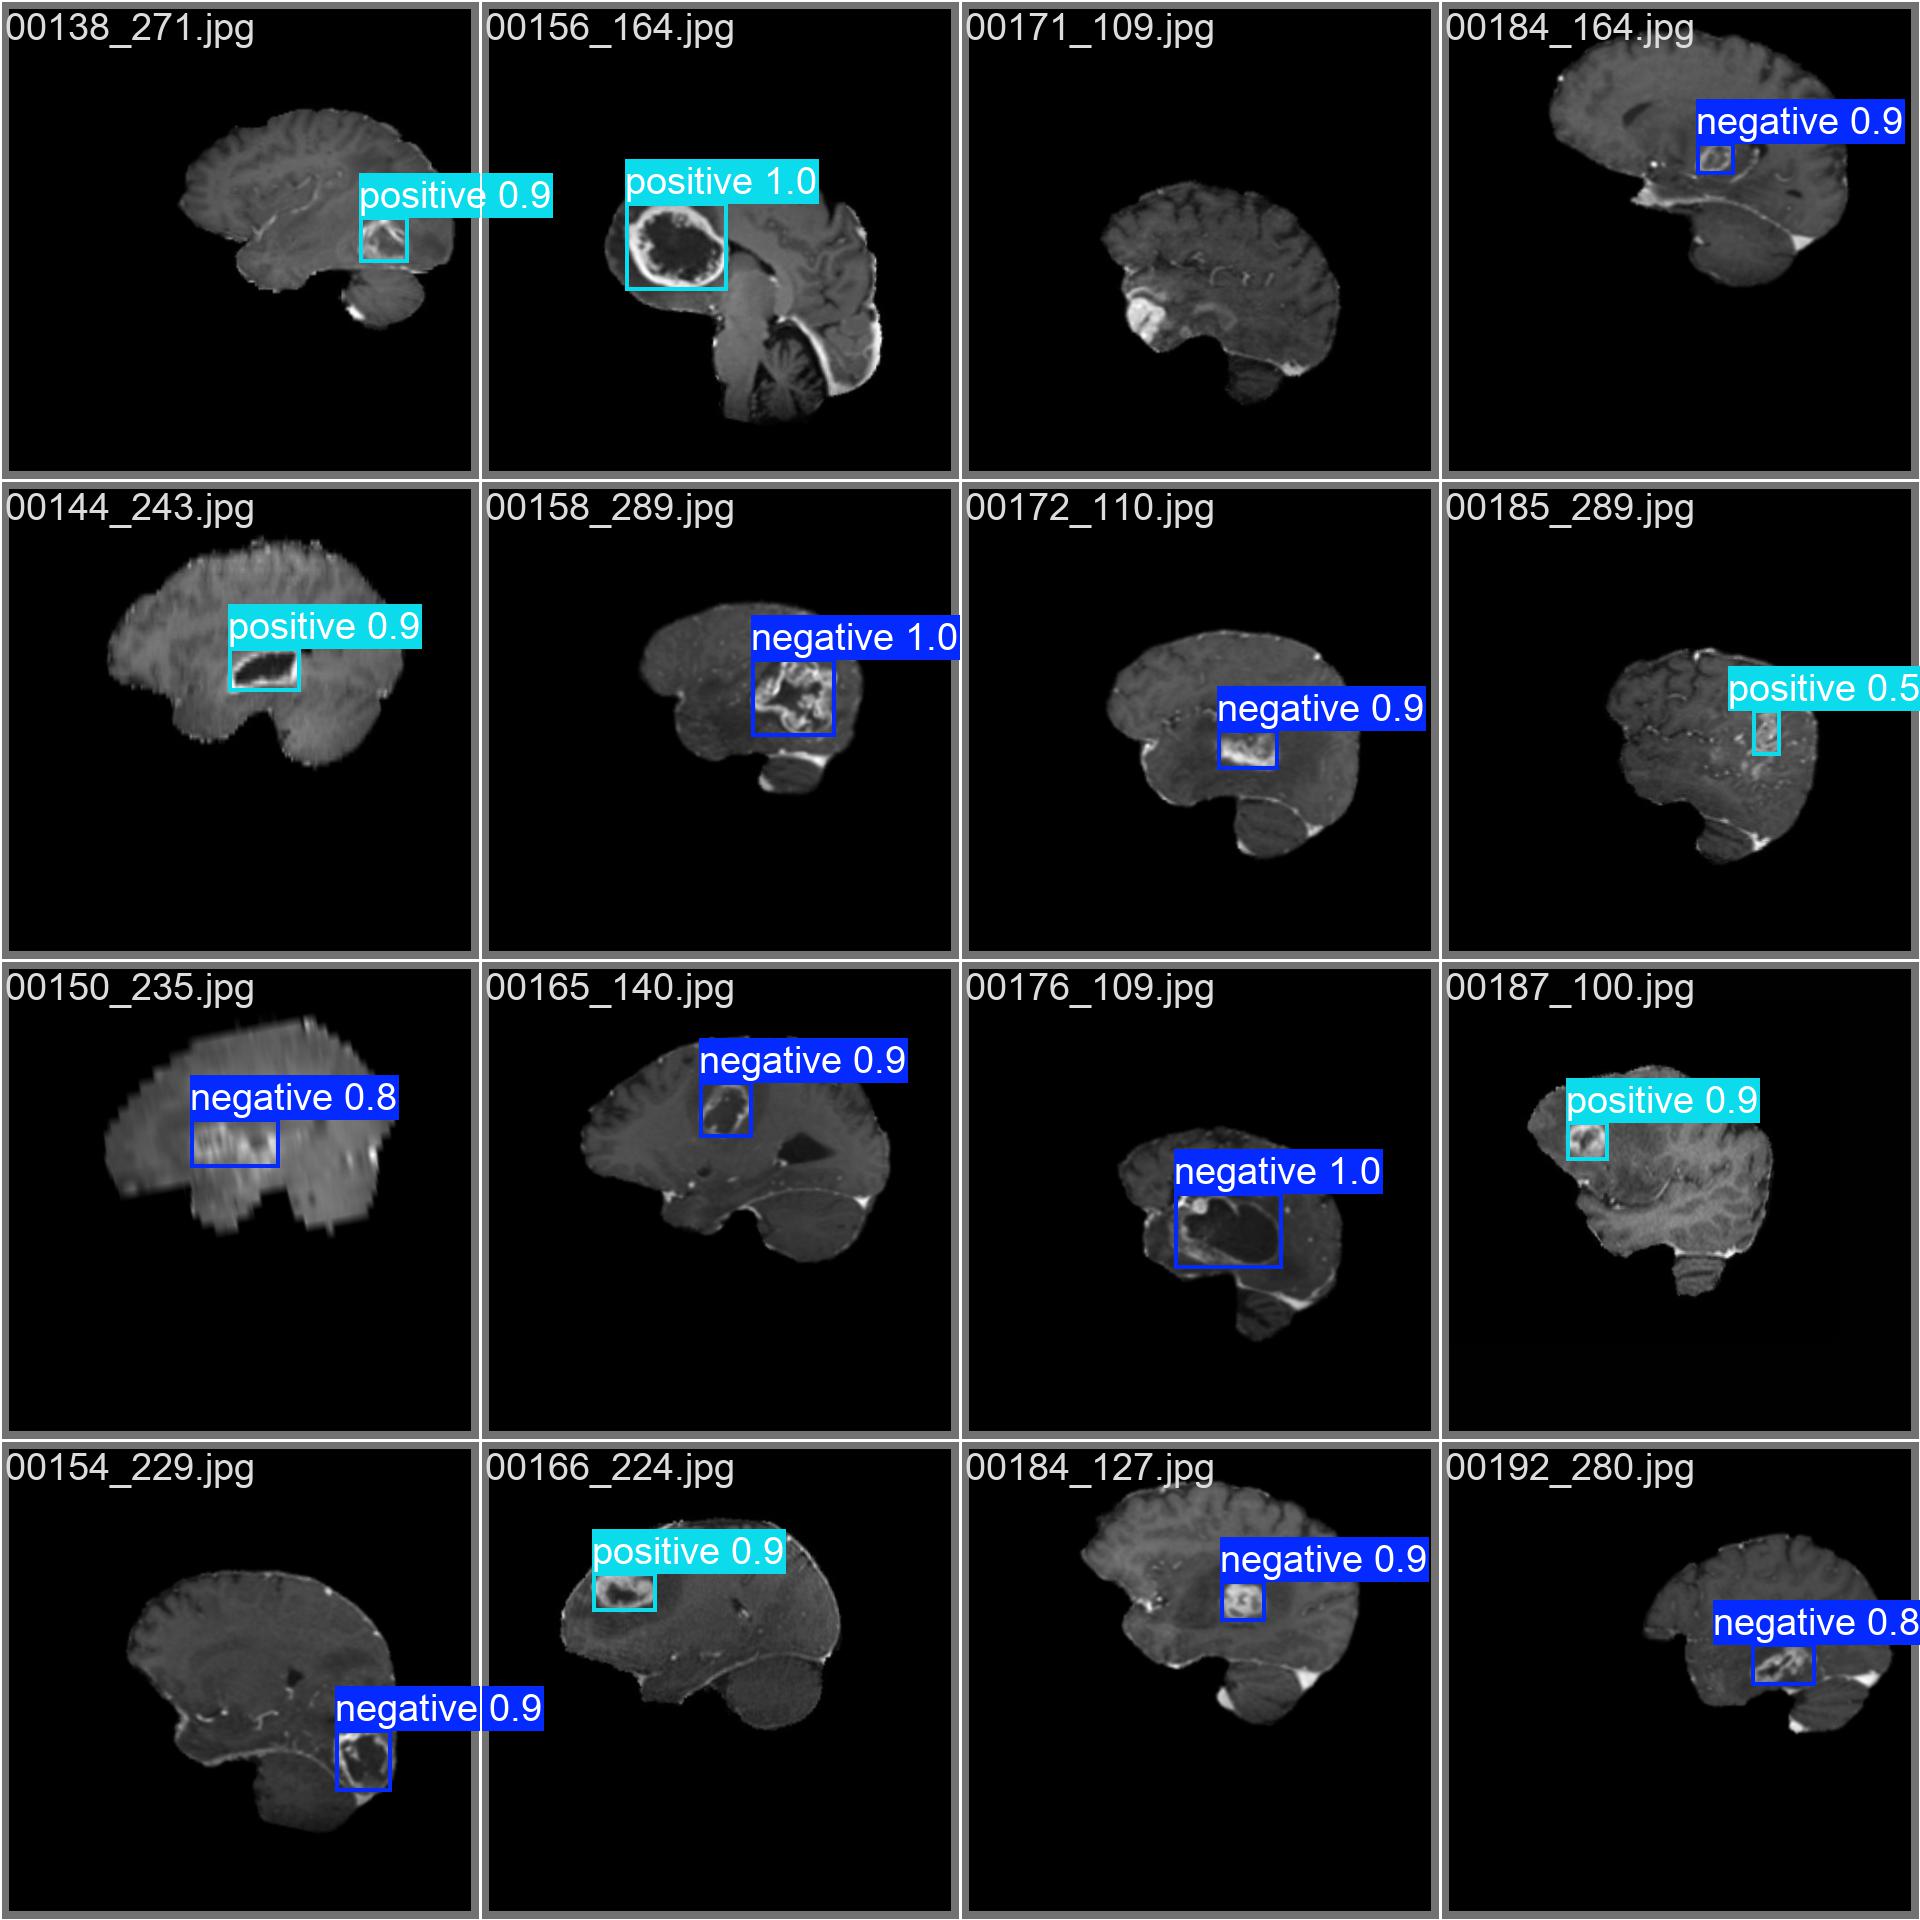 00138_271.jpg
positive 0.9
00156_164.jpg
positive 1.0
00171_109.jpg
00184_164.jpg
negative 0.9
00144_243.jpg
positive 0.9
00158_289.jpg
negative 1.0
00172_110.jpg
negative 0.9
00185_289.jpg
positive 0.5
00150_235.jpg
negative 0.8
00165_140.jpg
negative 0.9
00176_109.jpg
negative 1.0
00187_100.jpg
positive 0.9
00154_229.jpg
negative 0.9
00166_224.jpg
positive 0.9
00184_127.jpg
negative 0.9
00192_280.jpg
negative 0.8